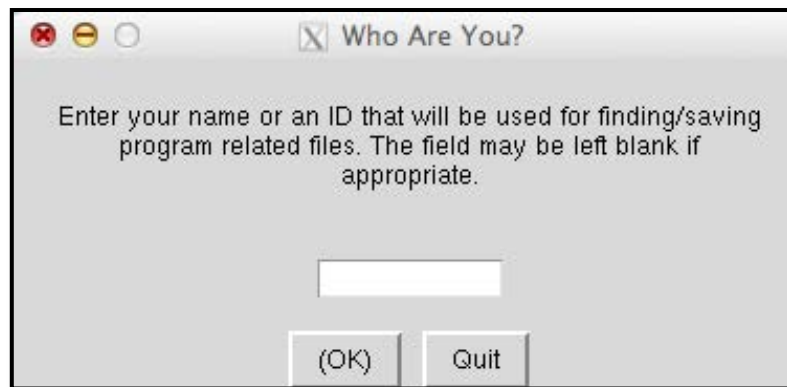 Who Are You?
Enter your name or an ID that will be used for finding/saving
program related files. The field may be left blank if
appropriate.
(OK) Quit